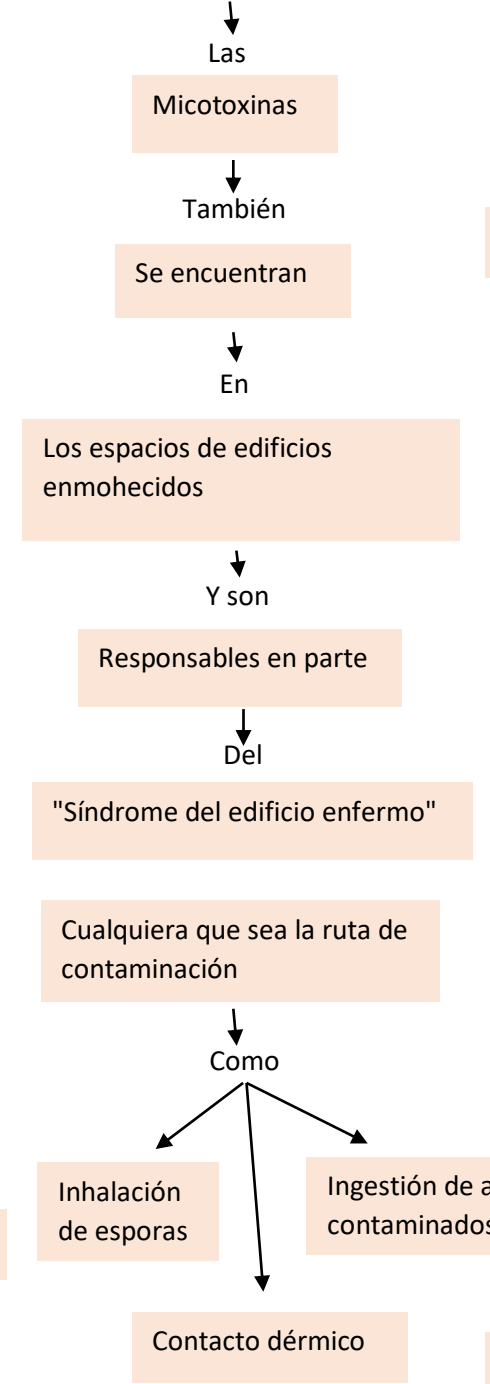 Las
Micotoxinas
También
Se encuentran
En
Los espacios de edificios
enmohecidos
Y son
Responsables en parte
Del
"Síndrome del edificio enfermo"
Cualquiera que sea la ruta de
contaminación
Como
Inhalación
de esporas
Ingestión de
contaminados
Contacto dérmico